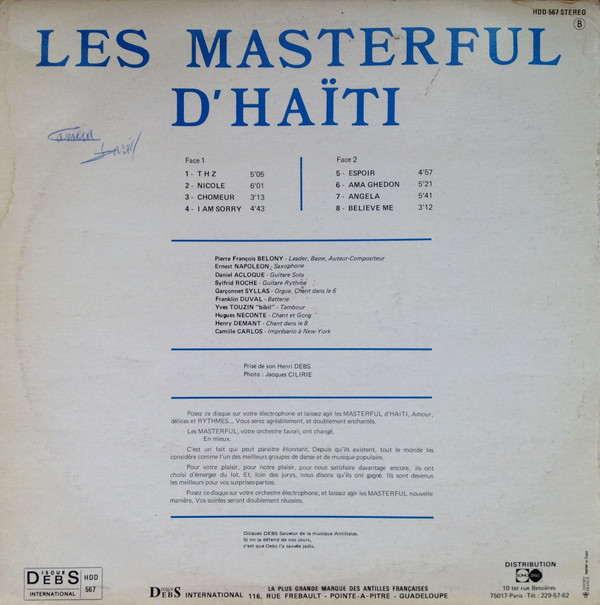 HDD 567 STEREO
B
LES MASTERFUL
D'HAÏTI
Face 1
1 - T H Z 5'05
2 - NICOLE 6'01
3 - CHOMEUR 3'13
4 - I AM SORRY 4'43
Face 2
5 - ESPOIR 4'57
6 - AMA GHEDON 5'21
7 - ANGELA 5'41
8 - BELIEVE ME 3'12
Pierre François BELONY - Leader, Basse, Auteur-Compositeur
Ernest NAPOLEON - Saxophone
Daniel ACLOQUE - Guitare Solo
Sylfrid ROCHE - Guitare Rythme
Garçonnet SYLLAS - Orgue, Chant dans le 6
Franklin DUVAL - Batterie
Yves TOUZIN "bibil" - Tambour
Hugues NECONTE - Chant et Gong
Henry DEMANT - Chant dans le 8
Camille CARLOS - Imprésario à New-York
Prise de son Henri DEBS
Photo : Jacques CILIRIE
Posez ce disque sur votre électrophone et laissez agir les MASTERFUL d'HAITI, Amour,
délices et RYTHMES... Vous serez agréablement, et doublement enchantés.
Les MASTERFUL, votre orchestre favori, ont changé.
En mieux.
C'est un fait qui peut paraitre étonnant. Depuis qu'ils existent, tout le monde les
considère comme l'un des meilleurs groupes de danse et de musique populaire.
Pour votre plaisir, pour notre plaisir, pour nous satisfaire davantage encore, ils ont
choisi d'émerger du lot. Et, loin des jurys, nous disons qu'ils ont gagné. Ils sont devenus
les meilleurs pour vos surprises-parties.
Posez ce disque sur votre orchestre électrophone, et laissez agir les MASTERFUL nouvelle
manière. Vos soirées seront doublement réussies.
Disques DEBS Sauveur de la musique Antillaise.
Si on la défend de nos jours,
c'est que Debs l'a sauvée jadis.
DISQUE
DEBS
INTERNATIONAL
HDD
567
DISQUE
DEBS
INTERNATIONAL
LA PLUS GRANDE MARQUE DES ANTILLES FRANÇAISES
116, RUE FREBAULT - POINTE-A-PITRE - GUADELOUPE
DISTRIBUTION
SONODISC
10 ter rue Bessières
75017-Paris - Tél. : 229-57-62